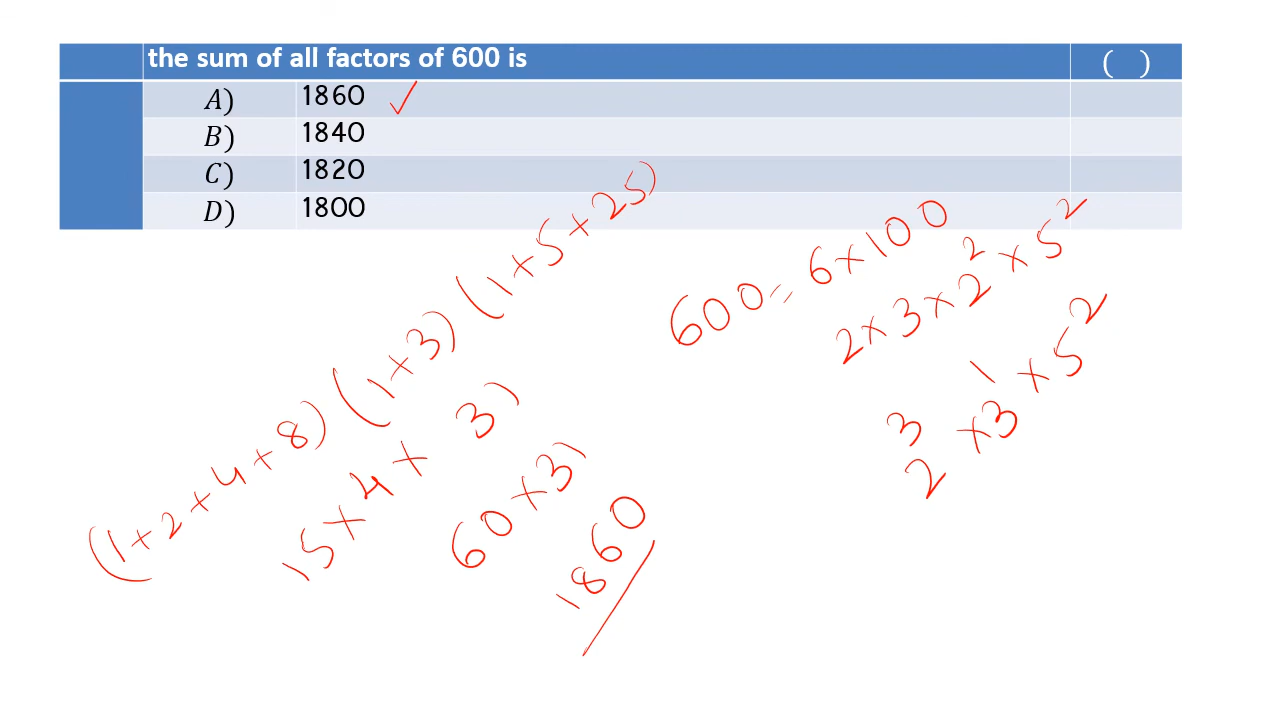 the sum of all factors of 600 is ( )
A) 1860 ✓
B) 1840
C) 1820
D) 1800
600 = 6 × 100
2 × 3 × 2² × 5²
2³ × 3¹ × 5²
(1+2+4+8) (1+3) (1+5+25)
15 × 4 × 31
60 × 31
1860